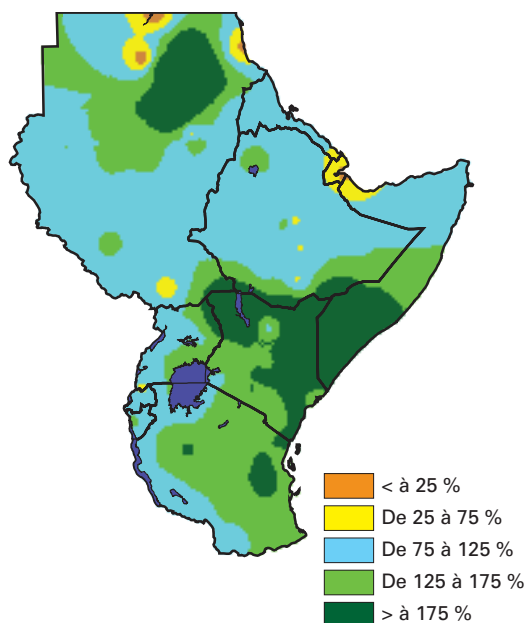 < à 25 %
De 25 à 75 %
De 75 à 125 %
De 125 à 175 %
> à 175 %